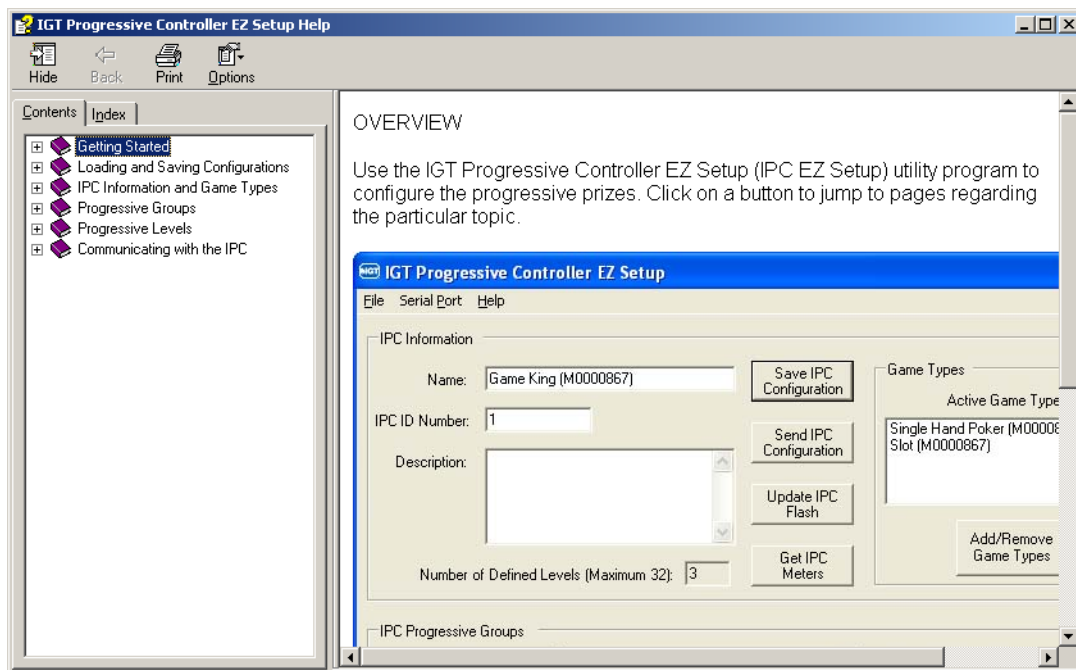 IGT Progressive Controller EZ Setup Help
Hide Back Print Options
Contents Index
Getting Started
Loading and Saving Configurations
IPC Information and Game Types
Progressive Groups
Progressive Levels
Communicating with the IPC
OVERVIEW
Use the IGT Progressive Controller EZ Setup (IPC EZ Setup) utility program to
configure the progressive prizes. Click on a button to jump to pages regarding
the particular topic.
IGT IGT Progressive Controller EZ Setup
File Serial Port Help
IPC Information
Name: Game King (M0000867)
IPC ID Number: 1
Description:
Number of Defined Levels (Maximum 32): 3
Save IPC
Configuration
Send IPC
Configuration
Update IPC
Flash
Get IPC
Meters
Game Types
Active Game Type
Single Hand Poker (M00008
Slot (M0000867)
Add/Remove
Game Types
IPC Progressive Groups